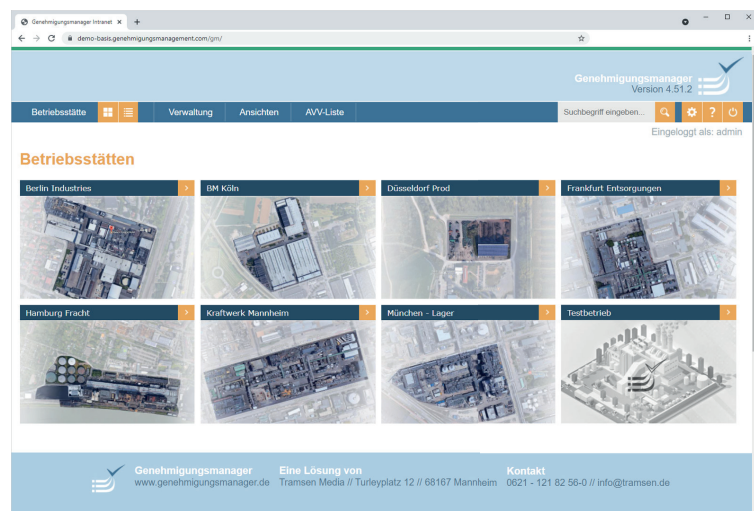 Genehmigungsmanager Intranet
demo-basis.genehmigungsmanagement.com/gm/
Genehmigungsmanager
Version 4.51.2
Betriebsstätte Verwaltung Ansichten AVV-Liste Suchbegriff eingeben... ?
Eingeloggt als: admin
Betriebsstätten
Berlin Industries BM Köln Düsseldorf Prod Frankfurt Entsorgungen
Hamburg Fracht Kraftwerk Mannheim München - Lager Testbetrieb
Genehmigungsmanager Eine Lösung von Kontakt
www.genehmigungsmanager.de Tramsen Media // Turleyplatz 12 // 68167 Mannheim 0621 - 121 82 56-0 // info@tramsen.de